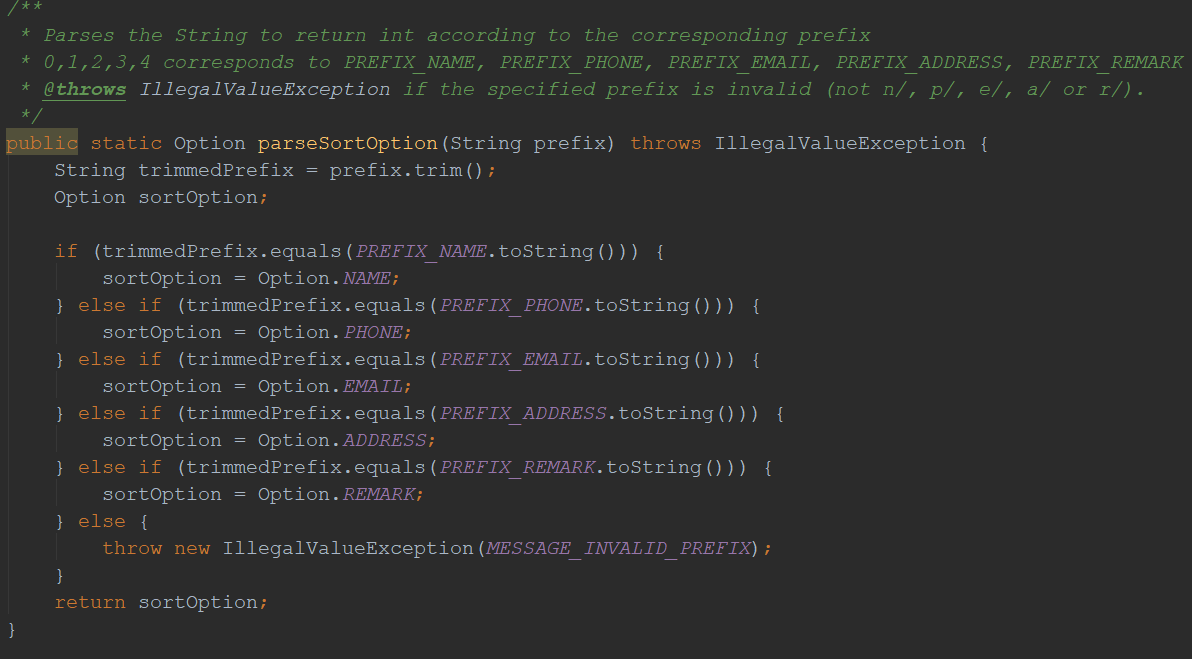 /**
 * Parses the String to return int according to the corresponding prefix
 * 0,1,2,3,4 corresponds to PREFIX_NAME, PREFIX_PHONE, PREFIX_EMAIL, PREFIX_ADDRESS, PREFIX_REMARK
 * @throws IllegalValueException if the specified prefix is invalid (not n/, p/, e/, a/ or r/).
 */
public static Option parseSortOption(String prefix) throws IllegalValueException {
    String trimmedPrefix = prefix.trim();
    Option sortOption;

    if (trimmedPrefix.equals(PREFIX_NAME.toString())) {
        sortOption = Option.NAME;
    } else if (trimmedPrefix.equals(PREFIX_PHONE.toString())) {
        sortOption = Option.PHONE;
    } else if (trimmedPrefix.equals(PREFIX_EMAIL.toString())) {
        sortOption = Option.EMAIL;
    } else if (trimmedPrefix.equals(PREFIX_ADDRESS.toString())) {
        sortOption = Option.ADDRESS;
    } else if (trimmedPrefix.equals(PREFIX_REMARK.toString())) {
        sortOption = Option.REMARK;
    } else {
        throw new IllegalValueException(MESSAGE_INVALID_PREFIX);
    }
    return sortOption;
}